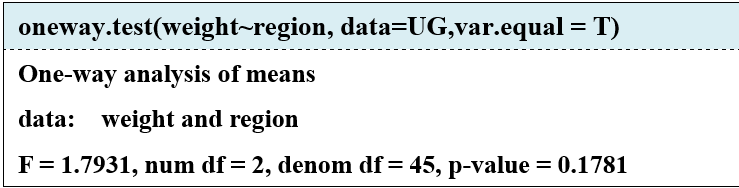 oneway.test(weight~region, data=UG,var.equal = T)
One-way analysis of means
data: weight and region
F = 1.7931, num df = 2, denom df = 45, p-value = 0.1781